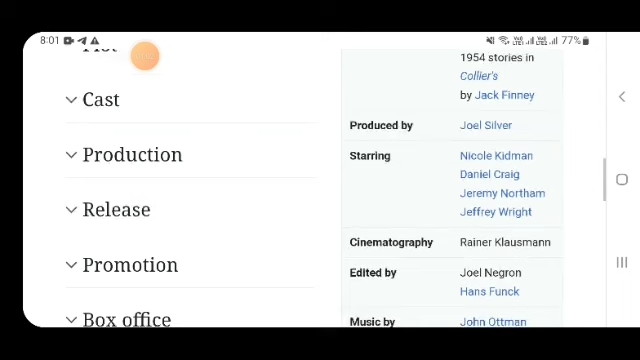 8:01
77%
Plot
Cast
Production
Release
Promotion
Box office
1954 stories in
Collier's
by Jack Finney
Produced by Joel Silver
Starring Nicole Kidman
Daniel Craig
Jeremy Northam
Jeffrey Wright
Cinematography Rainer Klausmann
Edited by Joel Negron
Hans Funck
Music by John Ottman